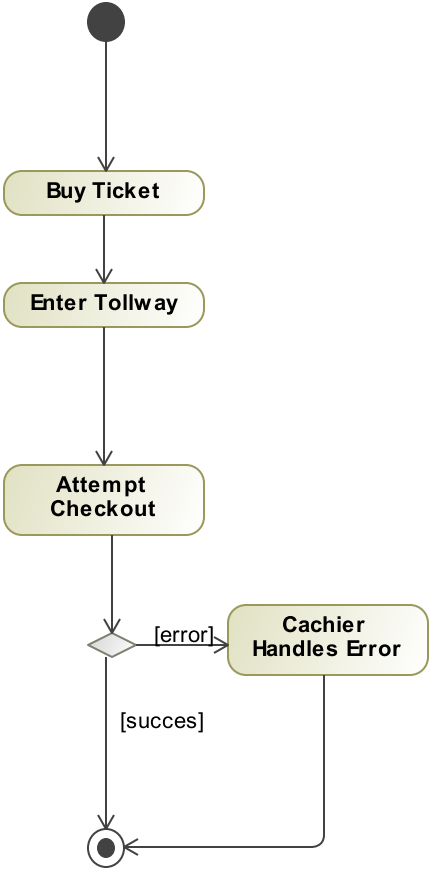 Buy Ticket
Enter Tollway
Attempt
Checkout
[error]
Cachier
Handles Error
[succes]